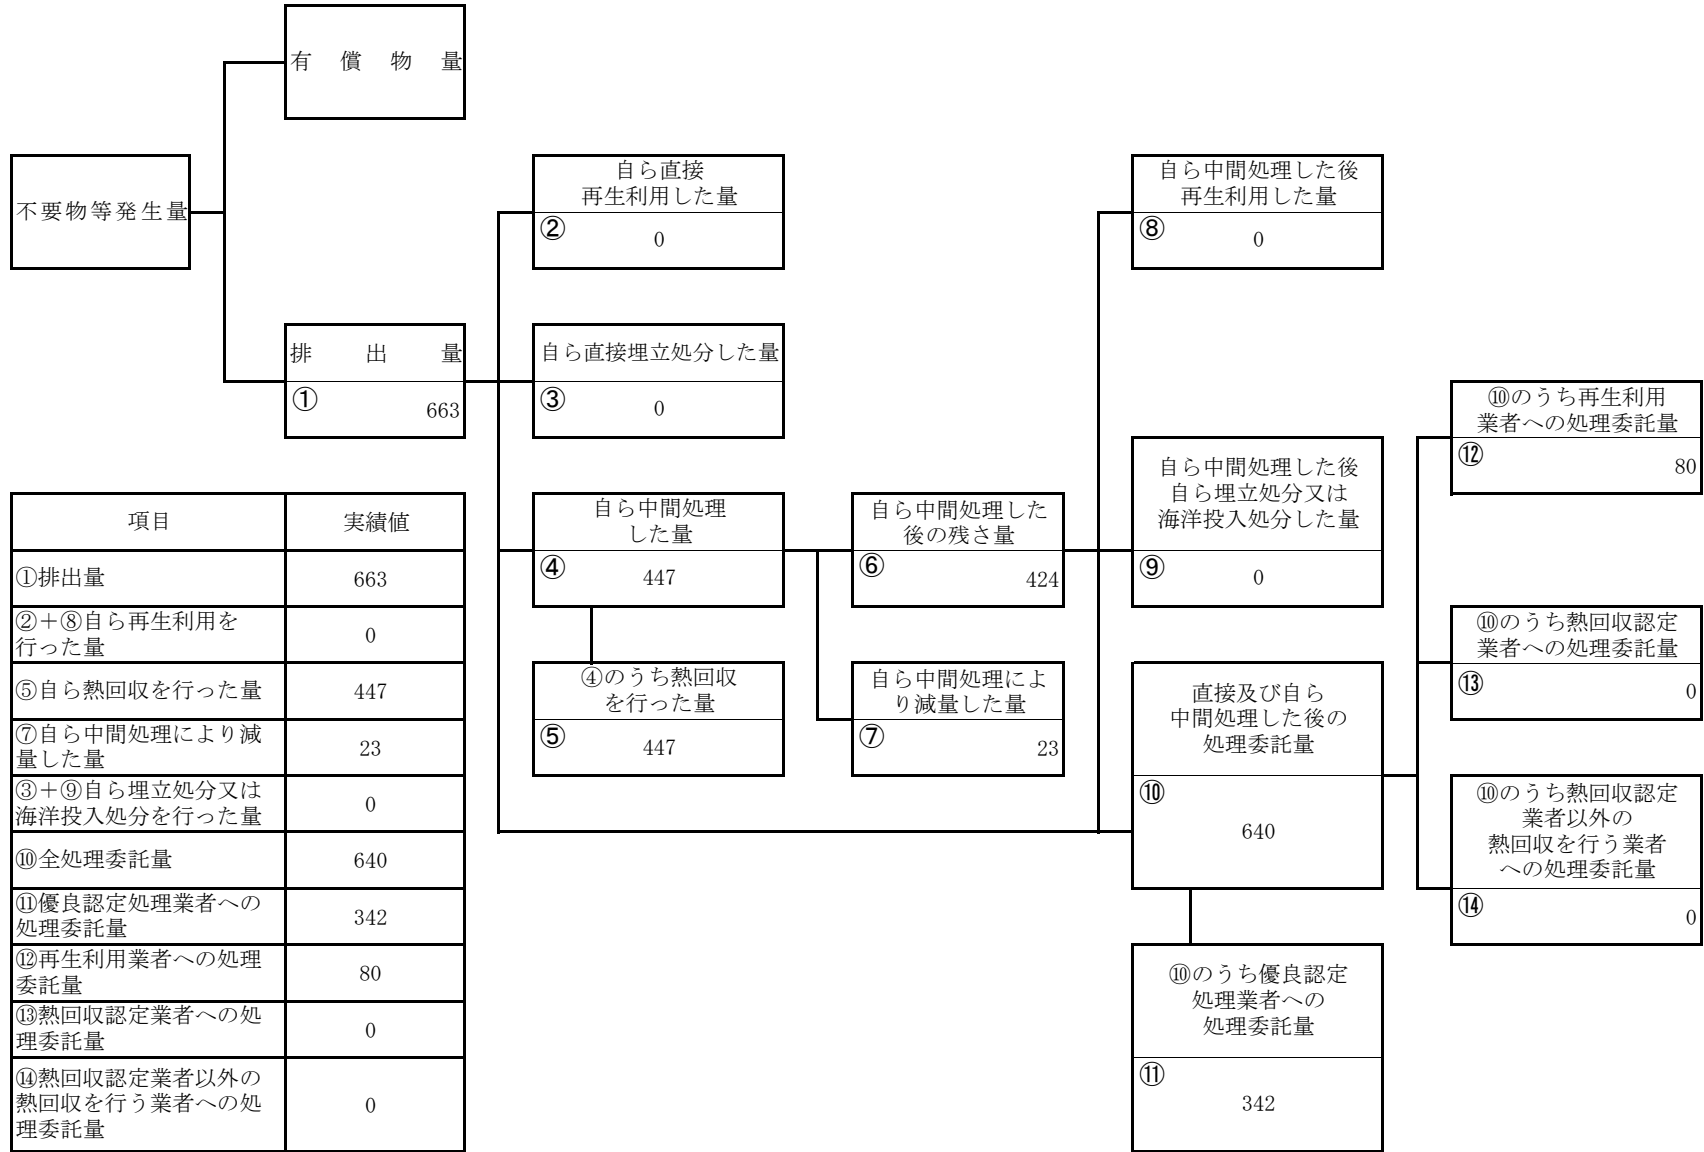 有償物量
不要物等発生量
自ら直接
再生利用した量
②
0
自ら中間処理した後
再生利用した量
⑧
0
排出量
①
663
自ら直接埋立処分した量
③
0
⑩のうち再生利用
業者への処理委託量
⑫
80
自ら中間処理した後
自ら埋立処分又は
海洋投入処分した量
⑨
0
自ら中間処理
した量
④
447
自ら中間処理した
後の残さ量
⑥
424
⑩のうち熱回収認定
業者への処理委託量
⑬
0
④のうち熱回収
を行った量
⑤
447
自ら中間処理によ
り減量した量
⑦
23
直接及び自ら
中間処理した後の
処理委託量
⑩
640
⑩のうち熱回収認定
業者以外の
熱回収を行う業者
への処理委託量
⑭
0
⑩のうち優良認定
処理業者への
処理委託量
⑪
342
項目 実績値
①排出量 663
②＋⑧自ら再生利用を
行った量 0
⑤自ら熱回収を行った量 447
⑦自ら中間処理により減
量した量 23
③＋⑨自ら埋立処分又は
海洋投入処分を行った量 0
⑩全処理委託量 640
⑪優良認定処理業者への
処理委託量 342
⑫再生利用業者への処理
委託量 80
⑬熱回収認定業者への処
理委託量 0
⑭熱回収認定業者以外の
熱回収を行う業者への処
理委託量 0